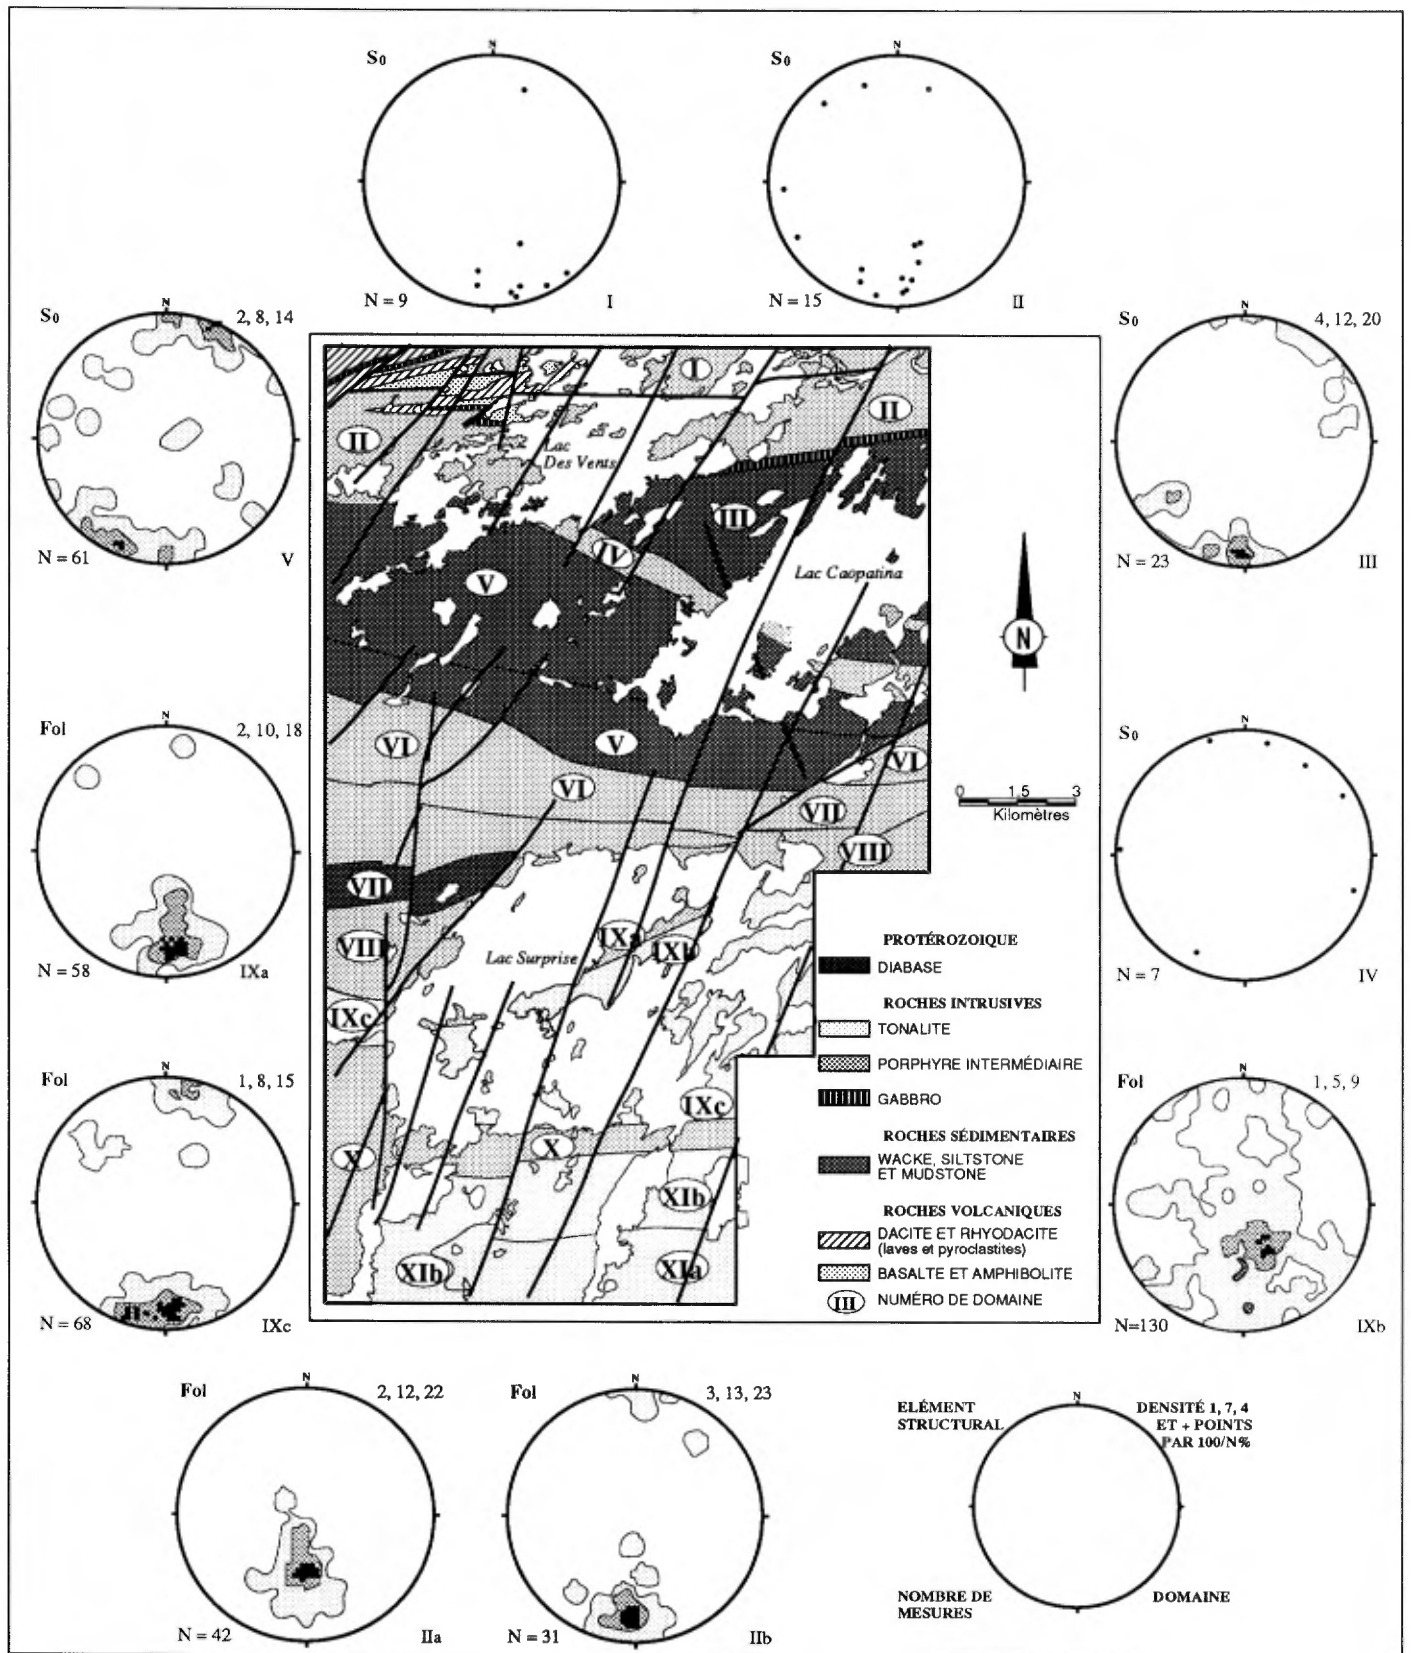 N
S₀
N = 9
I
N
S₀
N = 15
II
N
S₀
2, 8, 14
N = 61
V
N
S₀
4, 12, 20
N = 23
III
N
Fol
2, 10, 18
N = 58
IXa
N
S₀
N = 7
IV
N
Fol
1, 8, 15
N = 68
IXc
N
Fol
1, 5, 9
N=130
IXb
N
Fol
2, 12, 22
N = 42
IIa
N
Fol
3, 13, 23
N = 31
IIb
I
II
II
Lac
Des Vents
III
IV
V
Lac Caopatina
VI
V
VI
VI
VII
VIII
VII
VIII
IXa
IXb
Lac Surprise
IXc
IXc
X
X
XIb
XIb
XIa
N
0 1,5 3
Kilomètres
PROTÉROZOIQUE
DIABASE
ROCHES INTRUSIVES
TONALITE
PORPHYRE INTERMÉDIAIRE
GABBRO
ROCHES SÉDIMENTAIRES
WACKE, SILTSTONE
ET MUDSTONE
ROCHES VOLCANIQUES
DACITE ET RHYODACITE
(laves et pyroclastites)
BASALTE ET AMPHIBOLITE
III NUMÉRO DE DOMAINE
N
ELÉMENT
STRUCTURAL
DENSITÉ 1, 7, 4
ET + POINTS
PAR 100/N%
NOMBRE DE
MESURES
DOMAINE